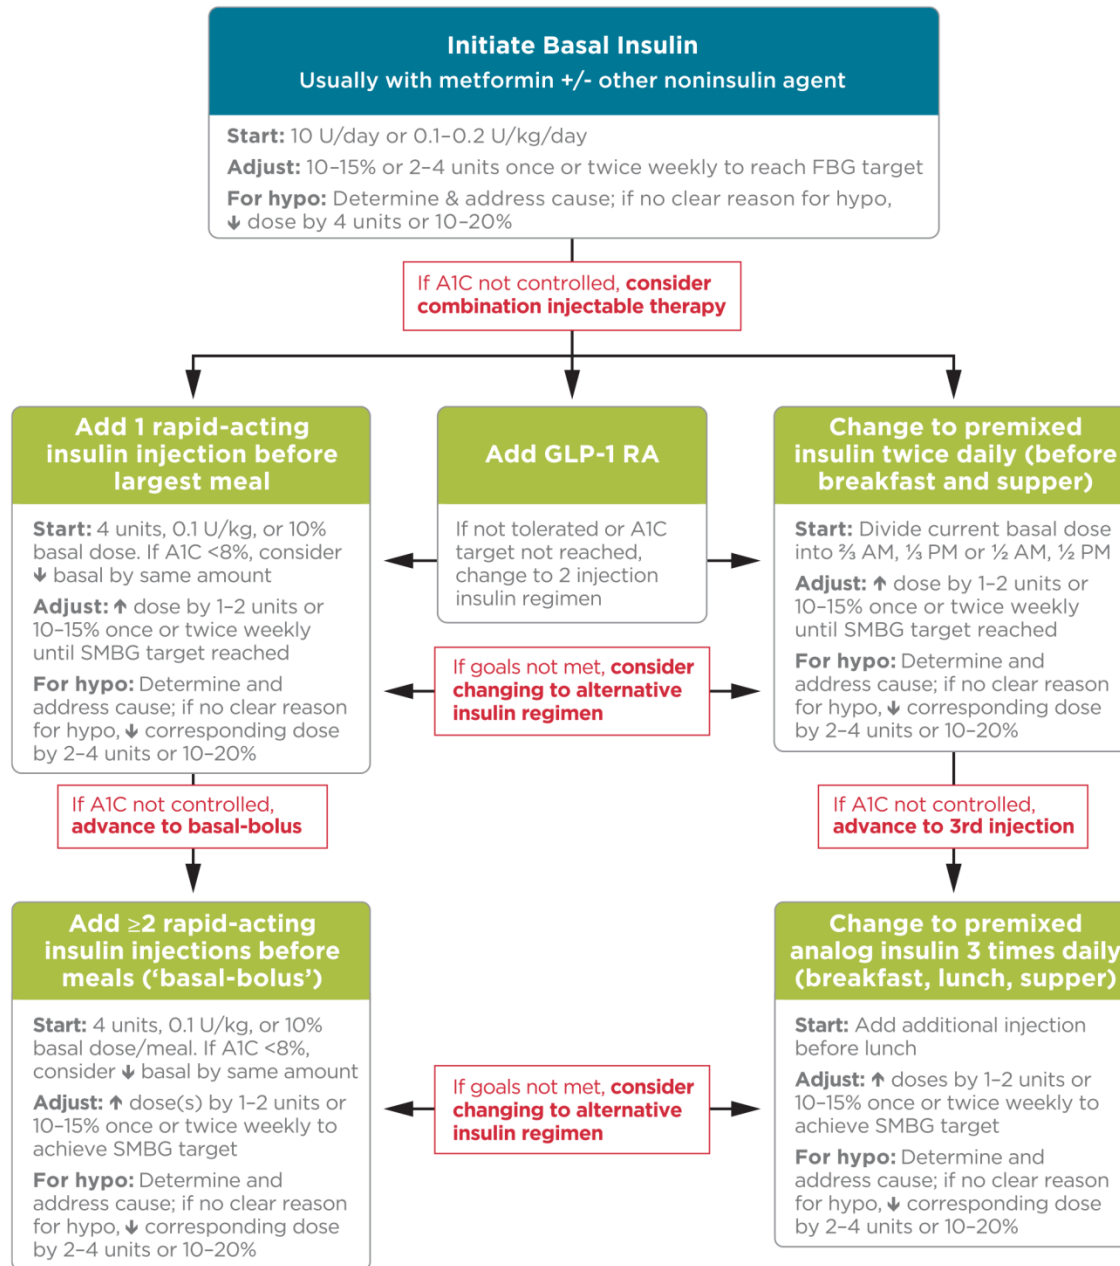 Initiate Basal Insulin
Usually with metformin +/- other noninsulin agent
Start: 10 U/day or 0.1–0.2 U/kg/day
Adjust: 10–15% or 2–4 units once or twice weekly to reach FBG target
For hypo: Determine & address cause; if no clear reason for hypo,
↓ dose by 4 units or 10–20%
If A1C not controlled, consider
combination injectable therapy
Add 1 rapid-acting
insulin injection before
largest meal
Start: 4 units, 0.1 U/kg, or 10%
basal dose. If A1C <8%, consider
↓ basal by same amount
Adjust: ↑ dose by 1–2 units or
10–15% once or twice weekly
until SMBG target reached
For hypo: Determine and
address cause; if no clear reason
for hypo, ↓ corresponding dose
by 2–4 units or 10–20%
Add GLP-1 RA
If not tolerated or A1C
target not reached,
change to 2 injection
insulin regimen
Change to premixed
insulin twice daily (before
breakfast and supper)
Start: Divide current basal dose
into ⅔ AM, ⅓ PM or ½ AM, ½ PM
Adjust: ↑ dose by 1–2 units or
10–15% once or twice weekly
until SMBG target reached
For hypo: Determine and
address cause; if no clear reason
for hypo, ↓ corresponding dose
by 2–4 units or 10–20%
If goals not met, consider
changing to alternative
insulin regimen
If A1C not controlled,
advance to basal-bolus
If A1C not controlled,
advance to 3rd injection
Add ≥2 rapid-acting
insulin injections before
meals (‘basal-bolus’)
Start: 4 units, 0.1 U/kg, or 10%
basal dose/meal. If A1C <8%,
consider ↓ basal by same amount
Adjust: ↑ dose(s) by 1–2 units or
10–15% once or twice weekly to
achieve SMBG target
For hypo: Determine and
address cause; if no clear reason
for hypo, ↓ corresponding dose
by 2–4 units or 10–20%
If goals not met, consider
changing to alternative
insulin regimen
Change to premixed
analog insulin 3 times daily
(breakfast, lunch, supper)
Start: Add additional injection
before lunch
Adjust: ↑ doses by 1–2 units or
10–15% once or twice weekly to
achieve SMBG target
For hypo: Determine and
address cause; if no clear reason
for hypo, ↓ corresponding dose
by 2–4 units or 10–20%